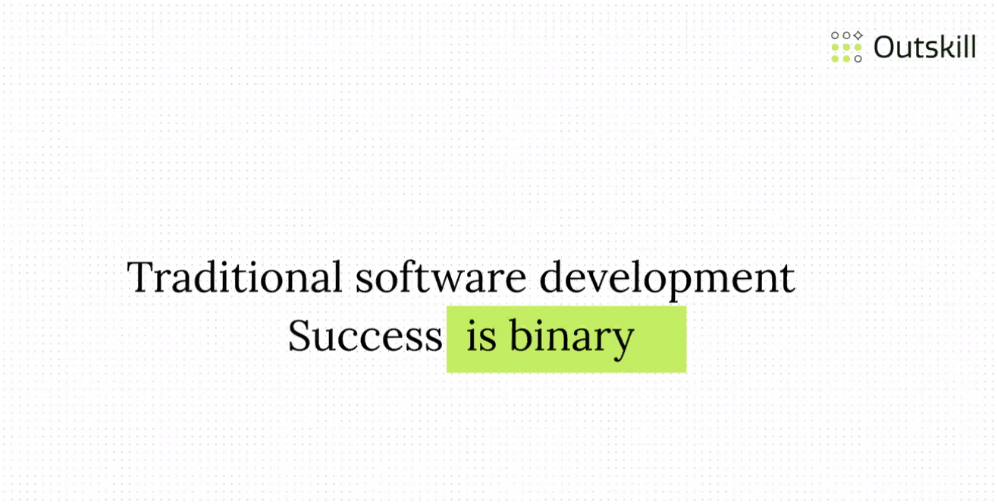 Outskill
Traditional software development
Success is binary